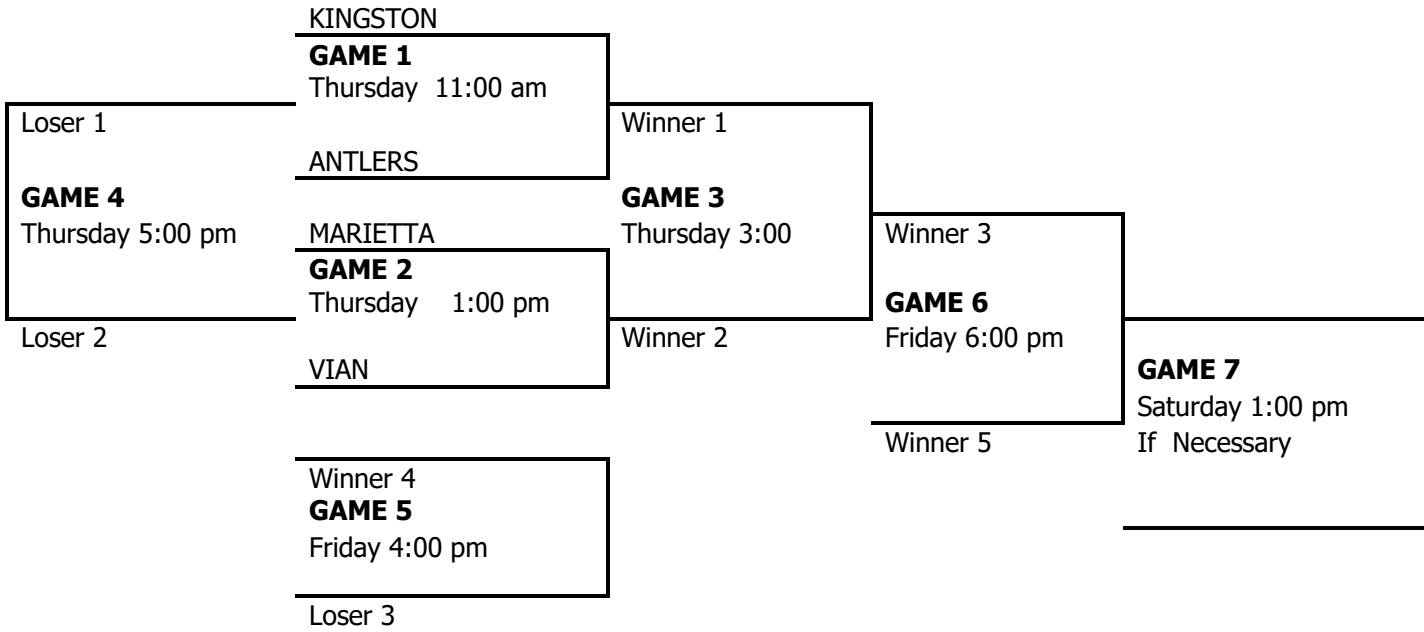 KINGSTON
GAME 1
Thursday 11:00 am
Loser 1
Winner 1
ANTLERS
GAME 4
GAME 3
Thursday 5:00 pm
MARIETTA
Thursday 3:00
Winner 3
GAME 2
Thursday 1:00 pm
GAME 6
Loser 2
Winner 2
Friday 6:00 pm
VIAN
GAME 7
Saturday 1:00 pm
Winner 5
If Necessary
Winner 4
GAME 5
Friday 4:00 pm
Loser 3